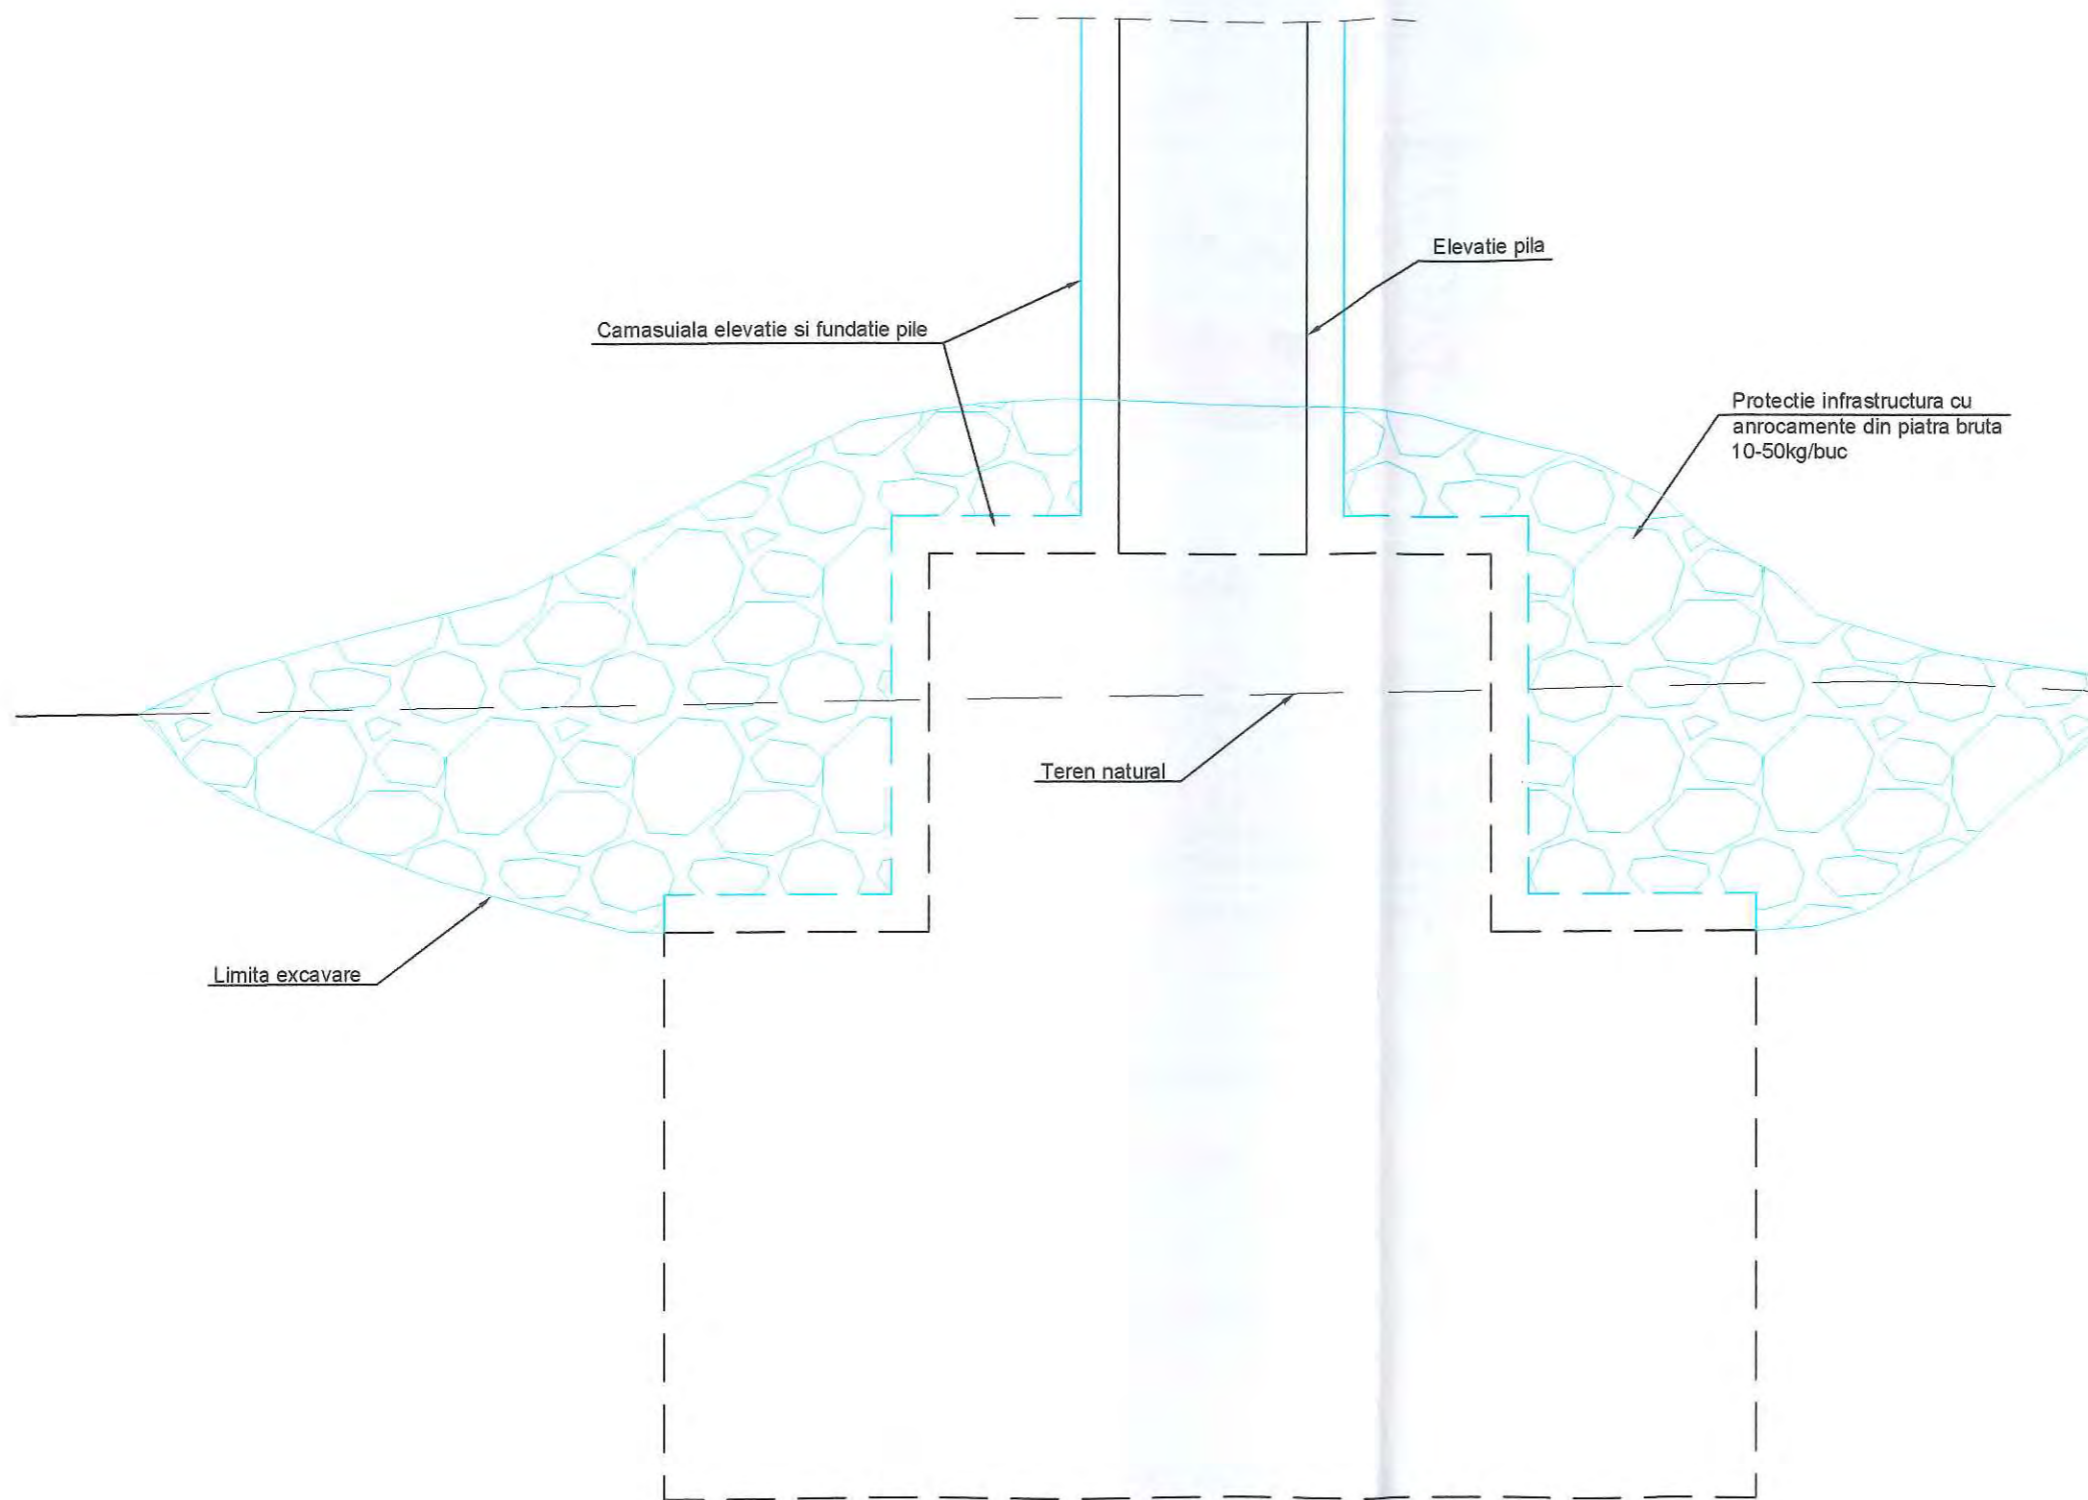 Elevatie pila
Camasuiala elevatie si fundatie pile
Protectie infrastructura cu
anrocamente din piatra bruta
10-50kg/buc
Teren natural
Limita excavare